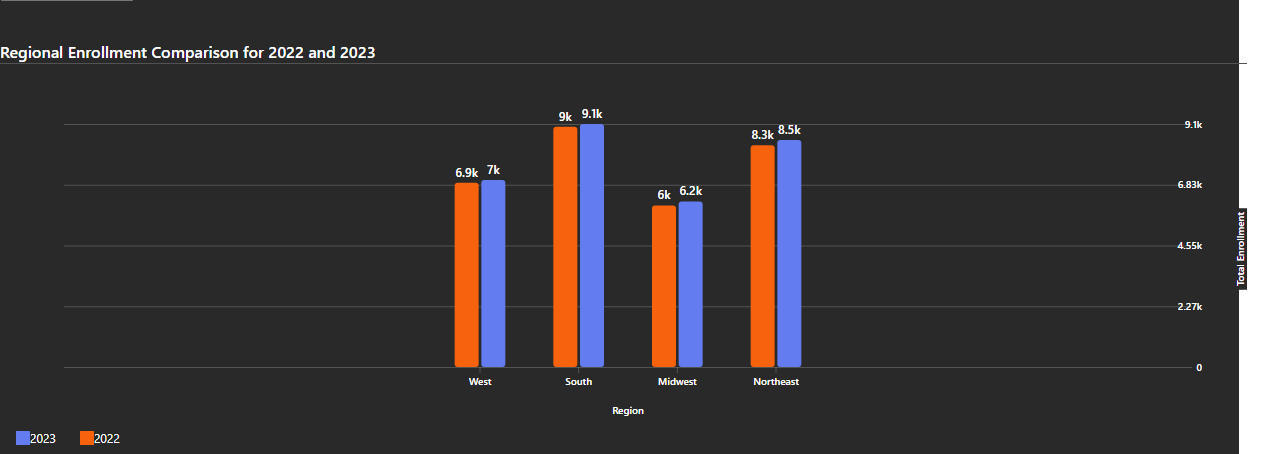 Regional Enrollment Comparison for 2022 and 2023
9k 9.1k
9.1k
8.3k 8.5k
6.9k 7k
6k 6.2k
6.83k
4.55k
Total Enrollment
2.27k
0
West South Midwest Northeast
Region
2023 2022